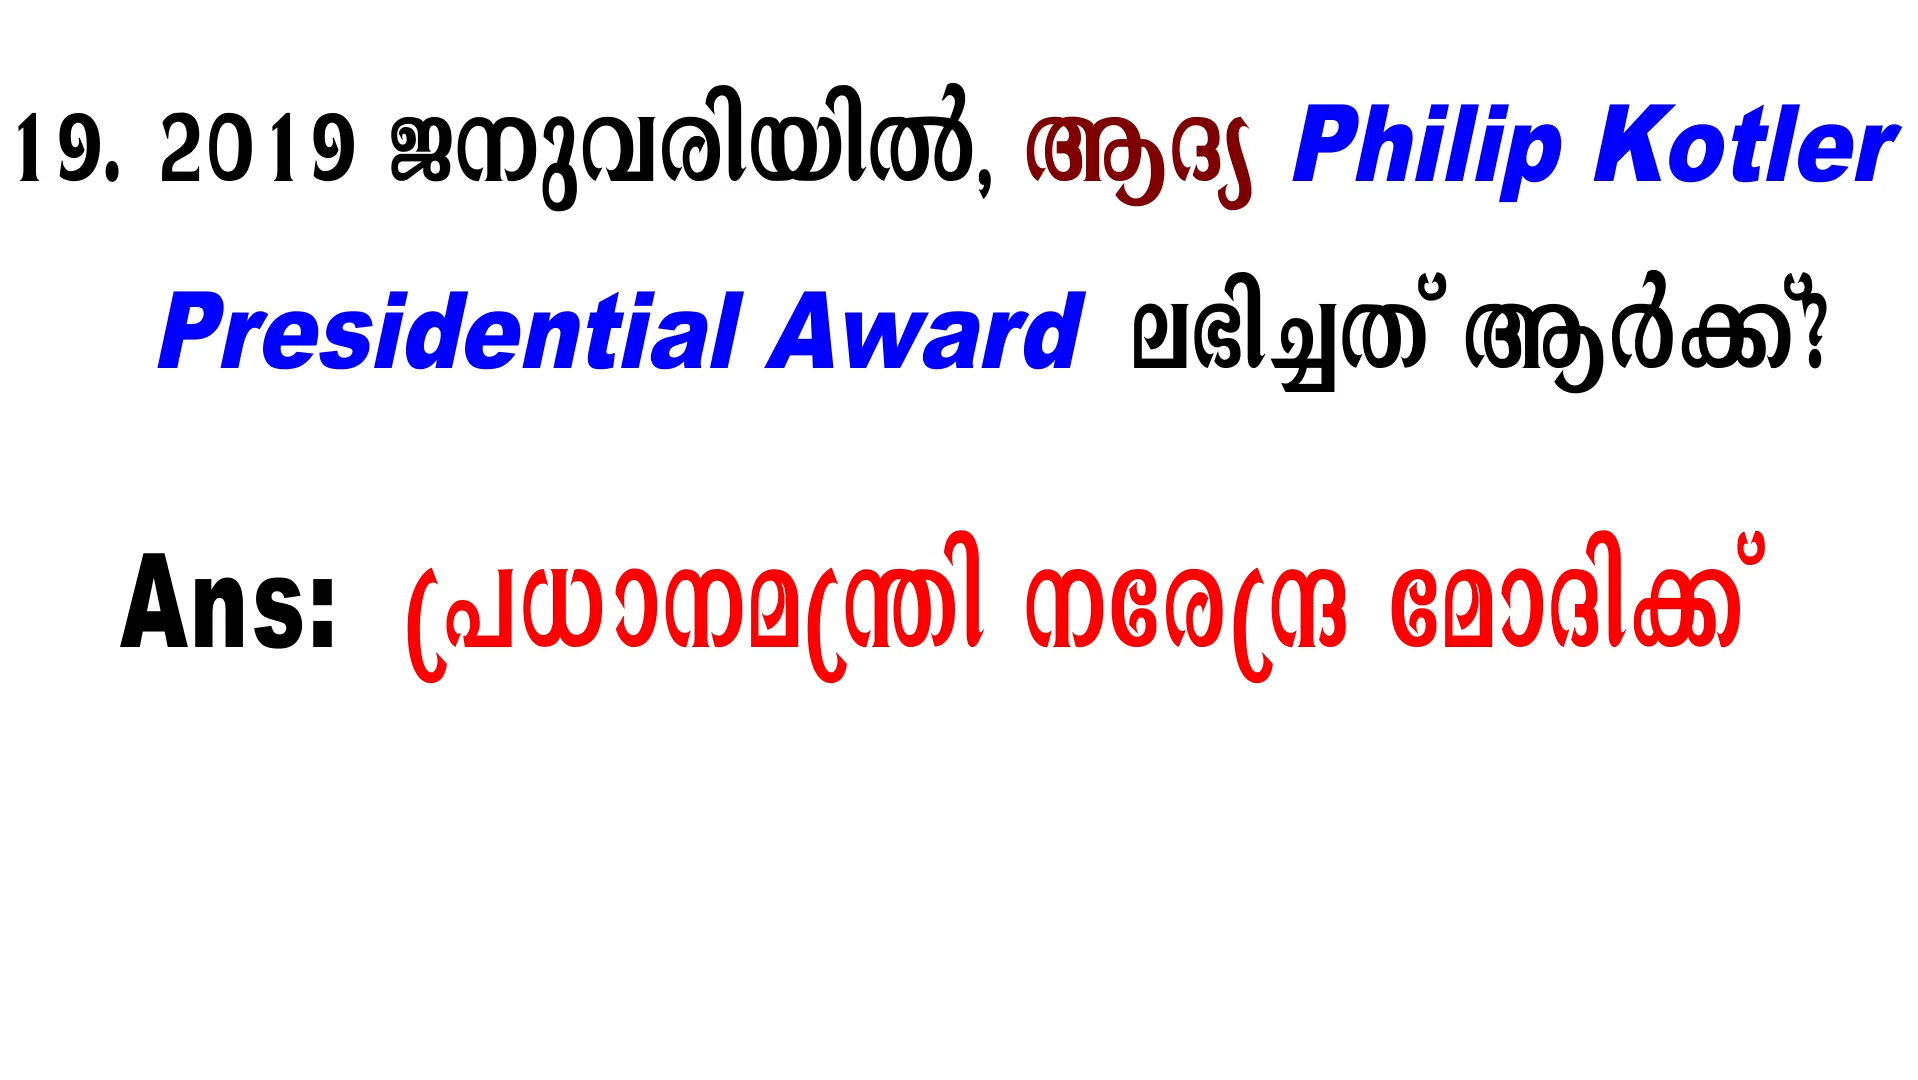 19. 2019 ജനുവരിയിൽ, ആദ്യ Philip Kotler
Presidential Award ലഭിച്ചത് ആർക്ക്?
Ans: പ്രധാനമന്ത്രി നരേന്ദ്ര മോദിക്ക്